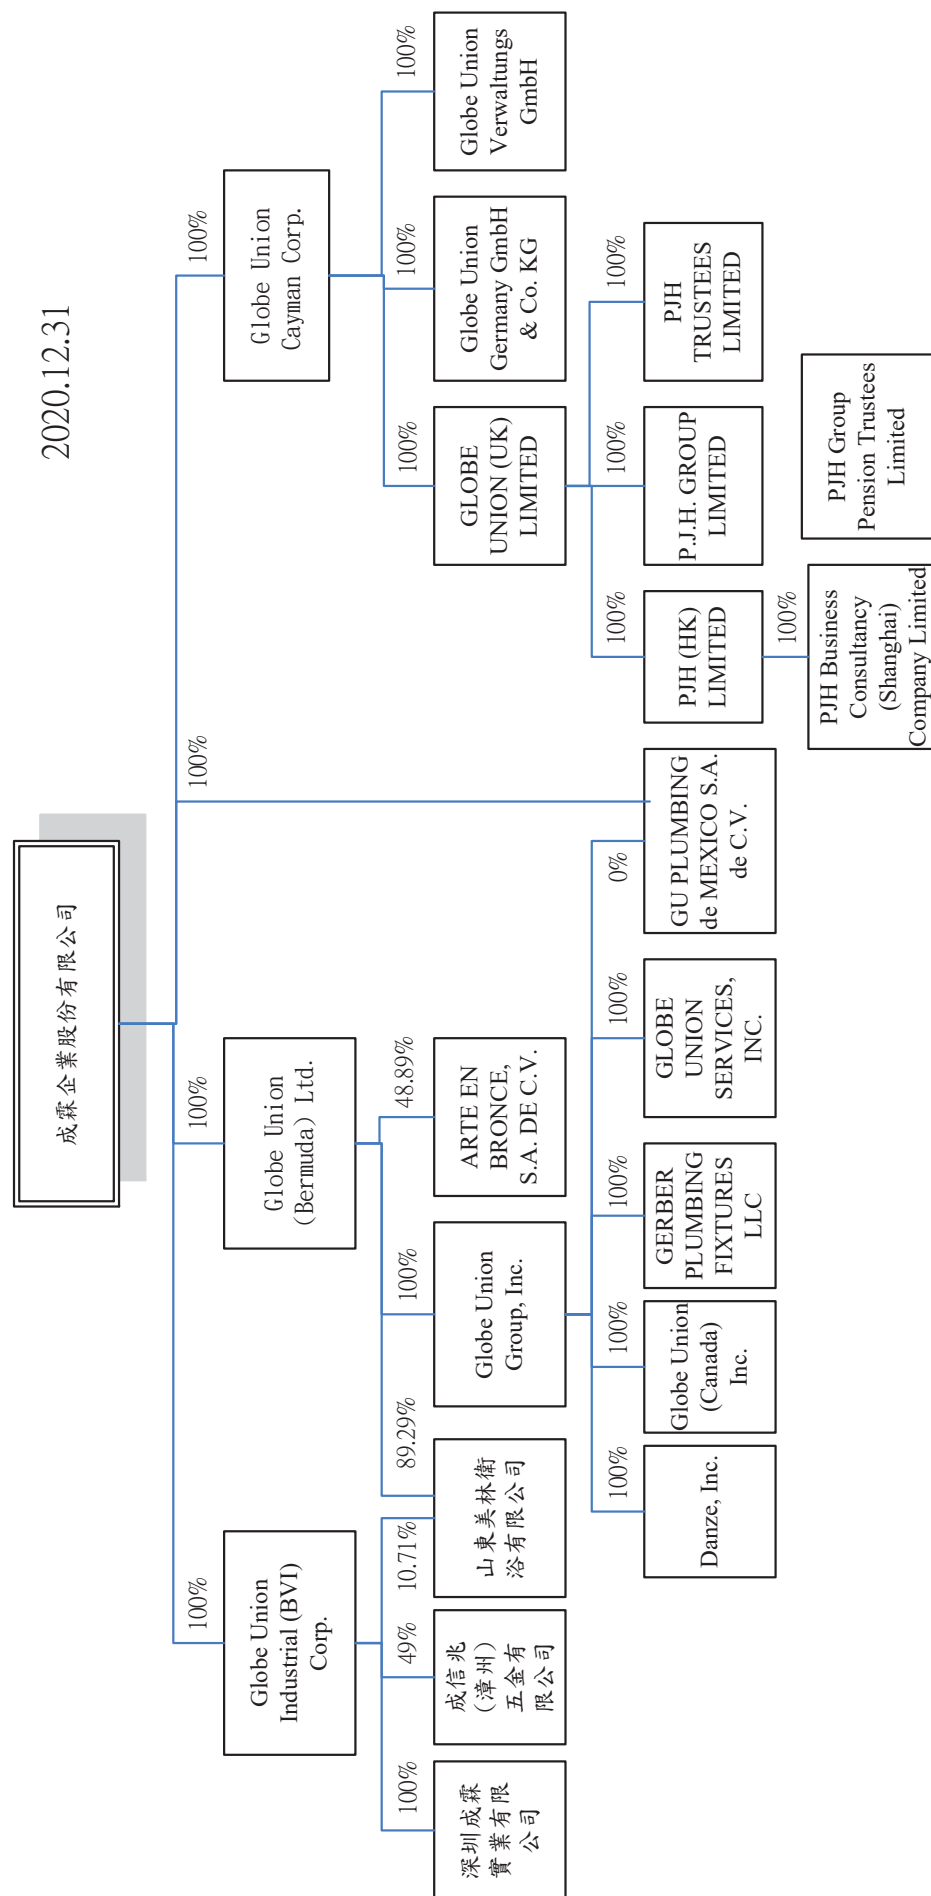 2020.12.31
成霖企業股份有限公司
100%
Globe Union
Industrial (BVI)
Corp.
100%
Globe Union
(Bermuda) Ltd.
100%
100%
Globe Union
Cayman Corp.
100%
深圳成霖
實業有限
公司
49%
成信兆
(漳州)
五金有
限公司
10.71%
89.29%
山東美林衛
浴有限公司
100%
Globe Union
Group, Inc.
48.89%
ARTE EN
BRONCE,
S.A. DE C.V.
100%
GLOBE
UNION (UK)
LIMITED
100%
Globe Union
Germany GmbH
& Co. KG
100%
Globe Union
Verwaltungs
GmbH
100%
Danze, Inc.
100%
Globe Union
(Canada)
Inc.
100%
GERBER
PLUMBING
FIXTURES
LLC
100%
GLOBE
UNION
SERVICES,
INC.
0%
GU PLUMBING
de MEXICO S.A.
de C.V.
100%
PJH (HK)
LIMITED
100%
P.J.H. GROUP
LIMITED
100%
PJH
TRUSTEES
LIMITED
100%
PJH Business
Consultancy
(Shanghai)
Company Limited
PJH Group
Pension Trustees
Limited